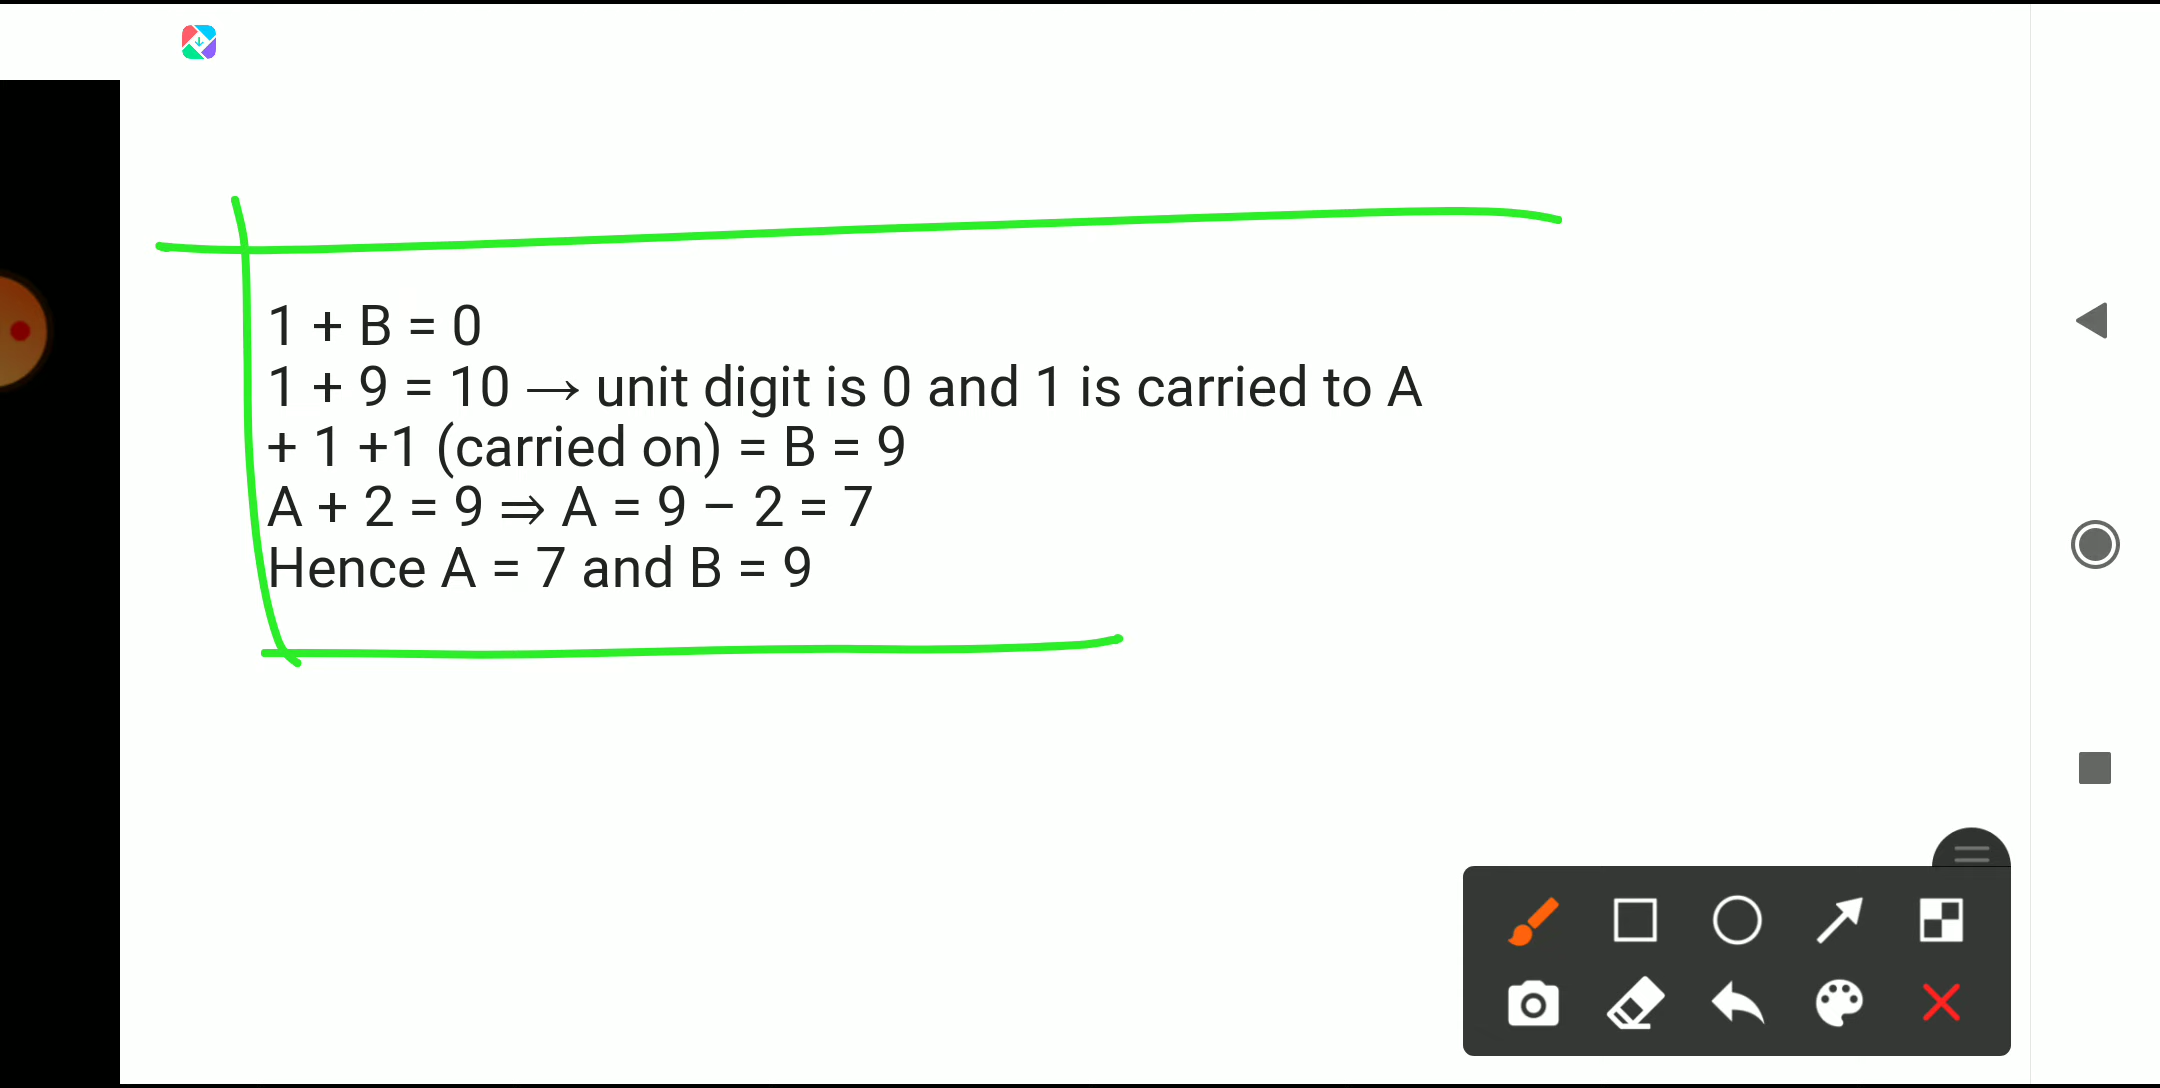 1 + B = 0
1 + 9 = 10 → unit digit is 0 and 1 is carried to A
+ 1 +1 (carried on) = B = 9
A + 2 = 9 ⇒ A = 9 − 2 = 7
Hence A = 7 and B = 9